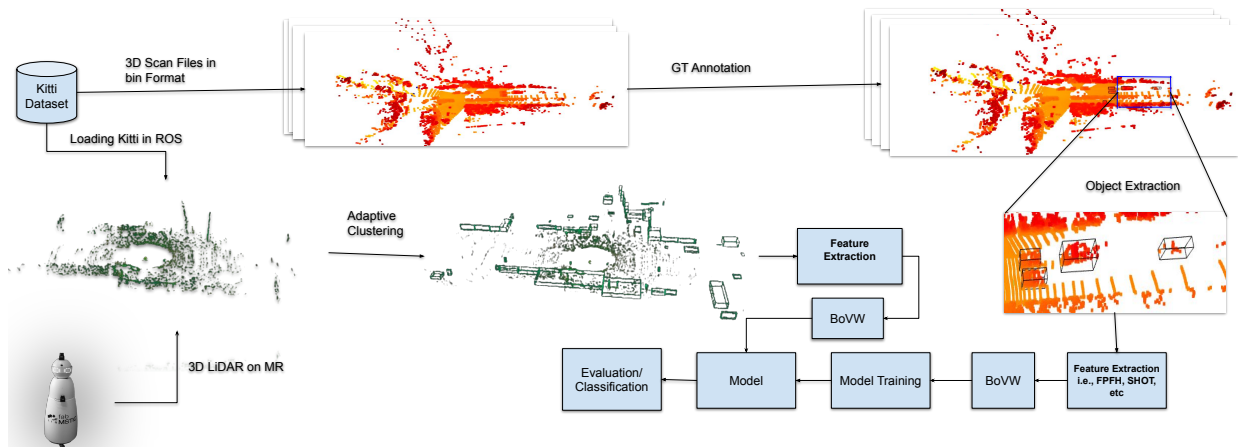 3D Scan Files in
bin Format
GT Annotation
Kitti
Dataset
Loading Kitti in ROS
Adaptive
Clustering
Object Extraction
Feature
Extraction
BoVW
3D LiDAR on MR
Evaluation/
Classification
Model
Model Training
BoVW
Feature Extraction
i.e., FPFH, SHOT,
etc